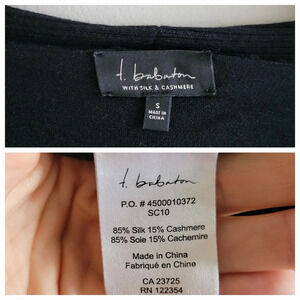 t. babaton
WITH SILK & CASHMERE
S
MADE IN
CHINA
t. babaton
P.O. # 4500010372
SC10
85% Silk 15% Cashmere
85% Soie 15% Cachemire
Made in China
Fabriqué en Chine
CA 23725
RN 122354